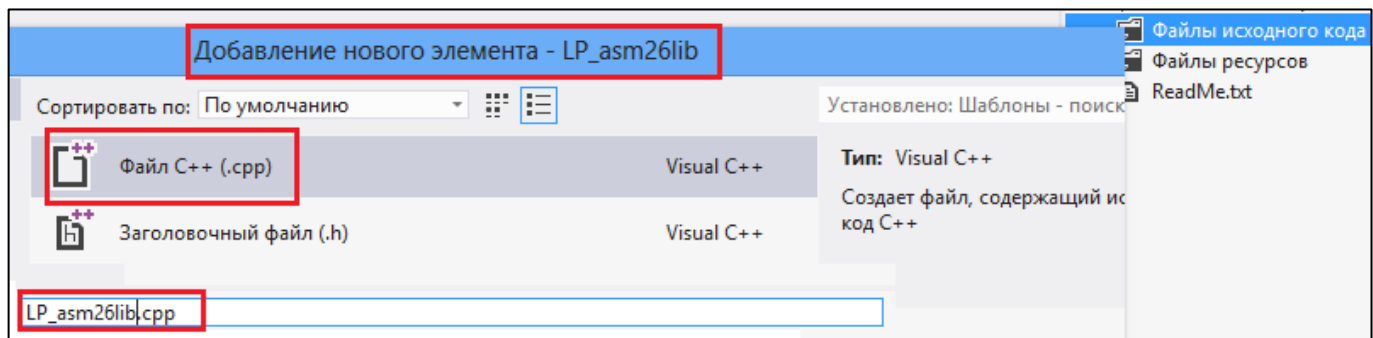 Добавление нового элемента - LP_asm26lib
Сортировать по: По умолчанию
Установлено: Шаблоны - поиск
Файл C++ (.cpp) Visual C++
Заголовочный файл (.h) Visual C++
Тип: Visual C++
Создает файл, содержащий ис
код C++
LP_asm26lib.cpp
Файлы исходного кода
Файлы ресурсов
ReadMe.txt